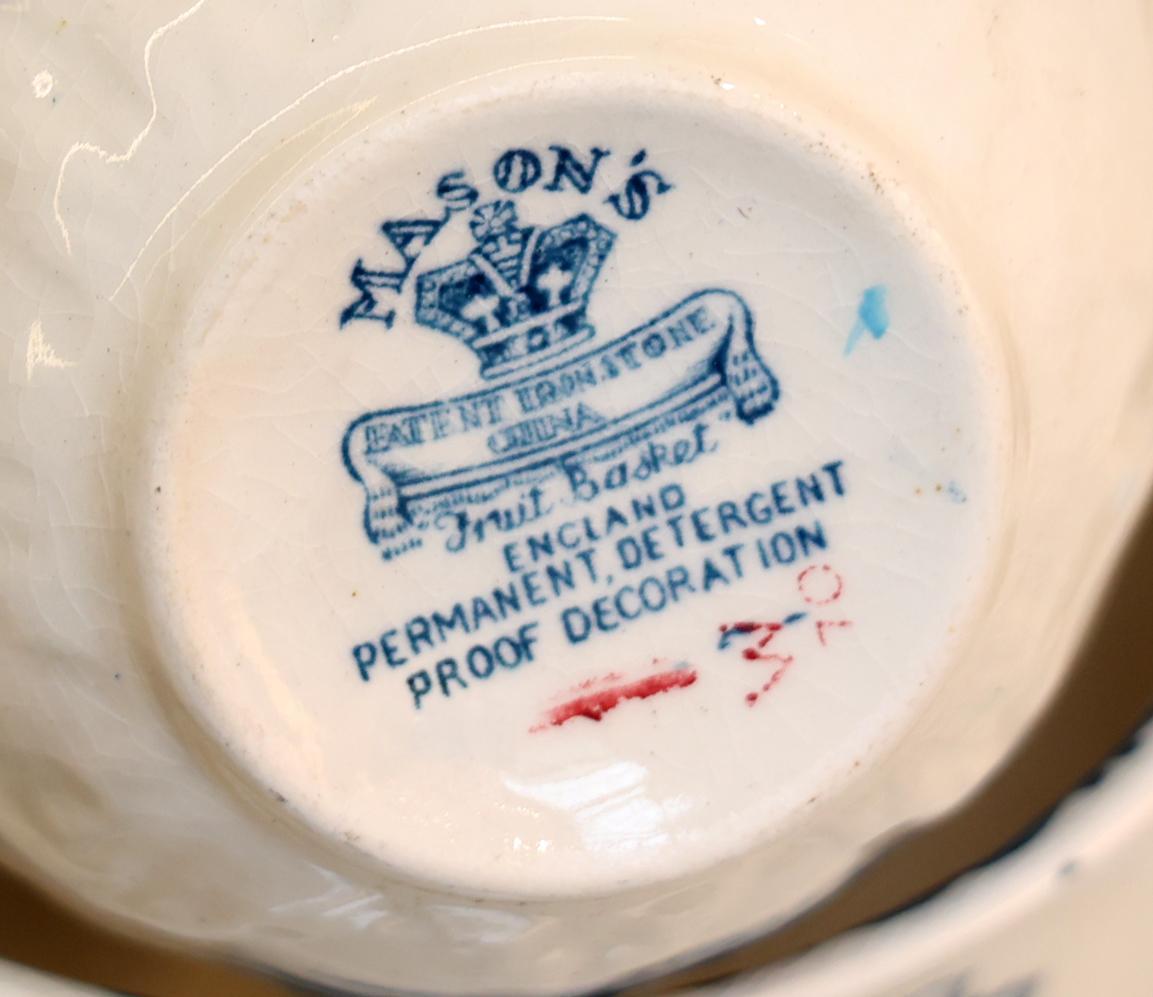 MASON'S
PATENT IRONSTONE
CHINA
Fruit Basket
ENGLAND
PERMANENT, DETERGENT
PROOF DECORATION